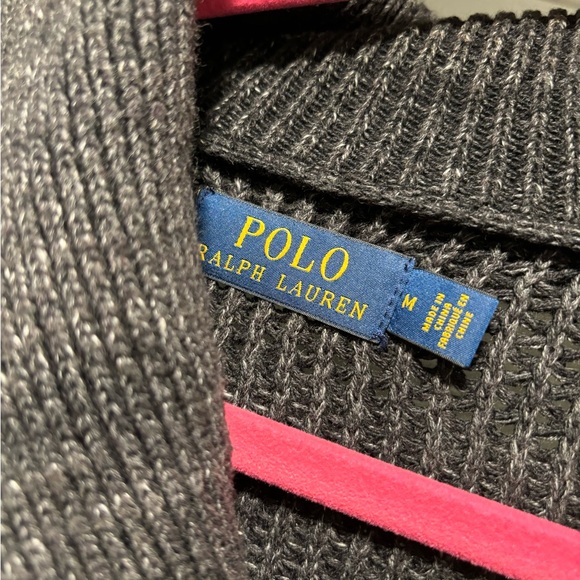 POLO
RALPH LAUREN
M
MADE IN
CHINA
FABRIQUÉ EN
CHINE